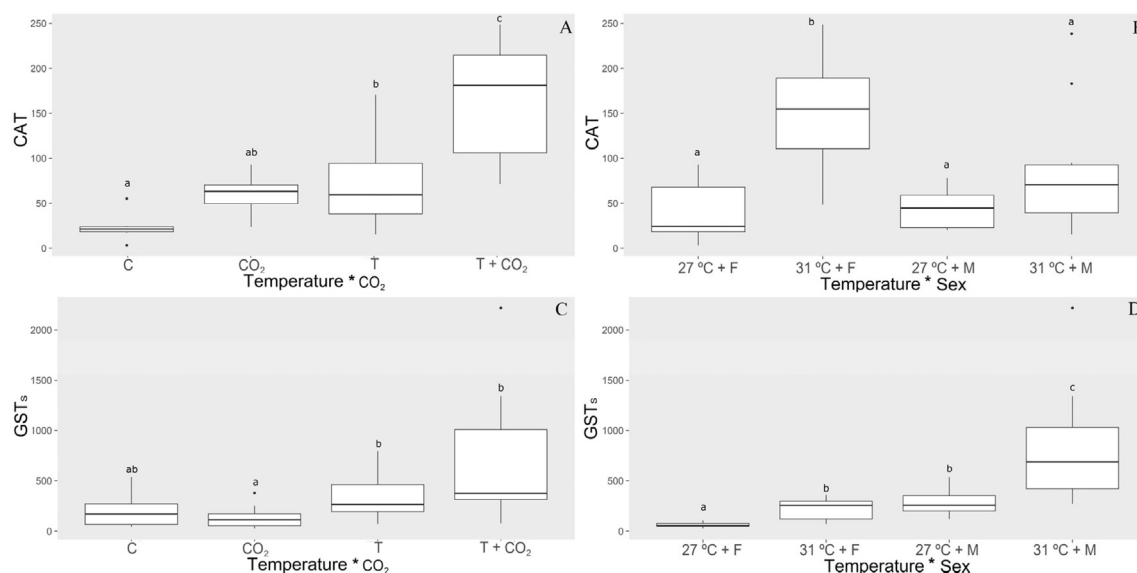 A
250
200
150
100
50
0
CAT
a
ab
b
c
C CO₂ T T + CO₂
Temperature * CO₂
250
200
150
100
50
0
CAT
a
b
a
a
27 ºC + F 31 ºC + F 27 ºC + M 31 ºC + M
Temperature * Sex
C
2000
1500
1000
500
0
GSTs
ab
a
b
b
C CO₂ T T + CO₂
Temperature * CO₂
D
2000
1500
1000
500
0
GSTs
a
b
b
c
27 ºC + F 31 ºC + F 27 ºC + M 31 ºC + M
Temperature * Sex